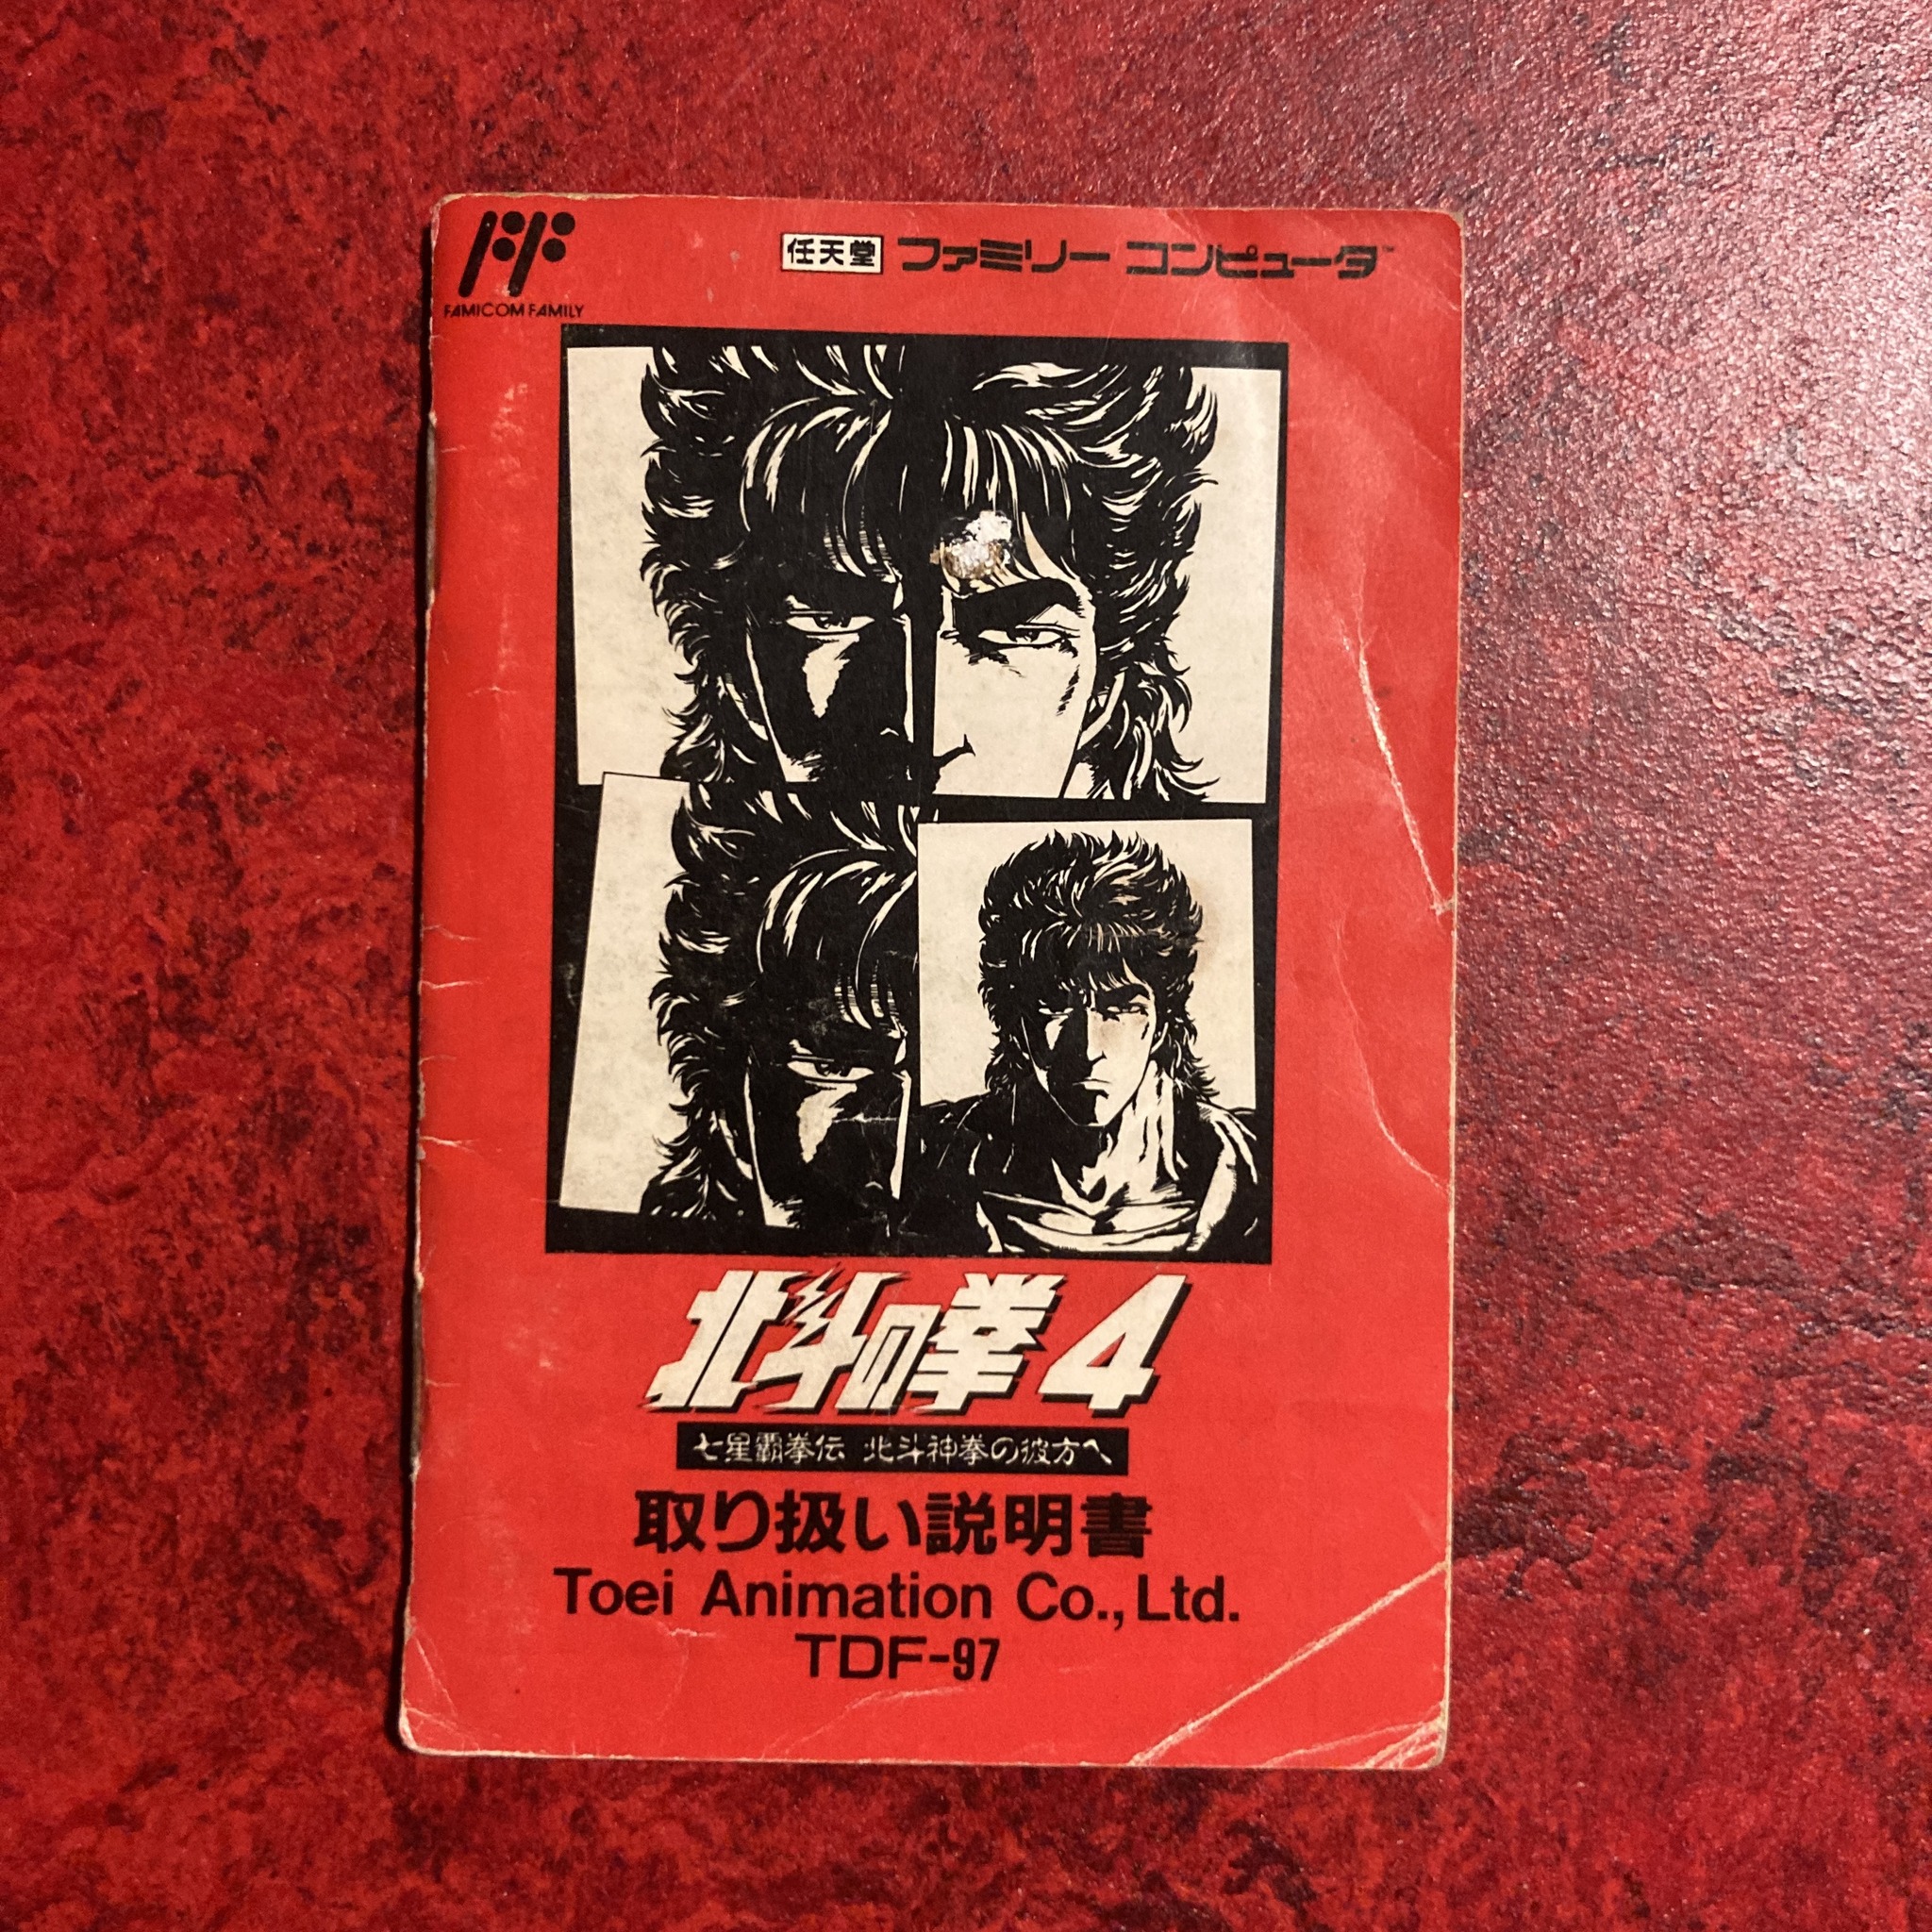 FAMICOM FAMILY
任天堂 ファミリー コンピュータ™
北斗の拳4
七星覇拳伝 北斗神拳の彼方へ
取り扱い説明書
Toei Animation Co., Ltd.
TDF-97